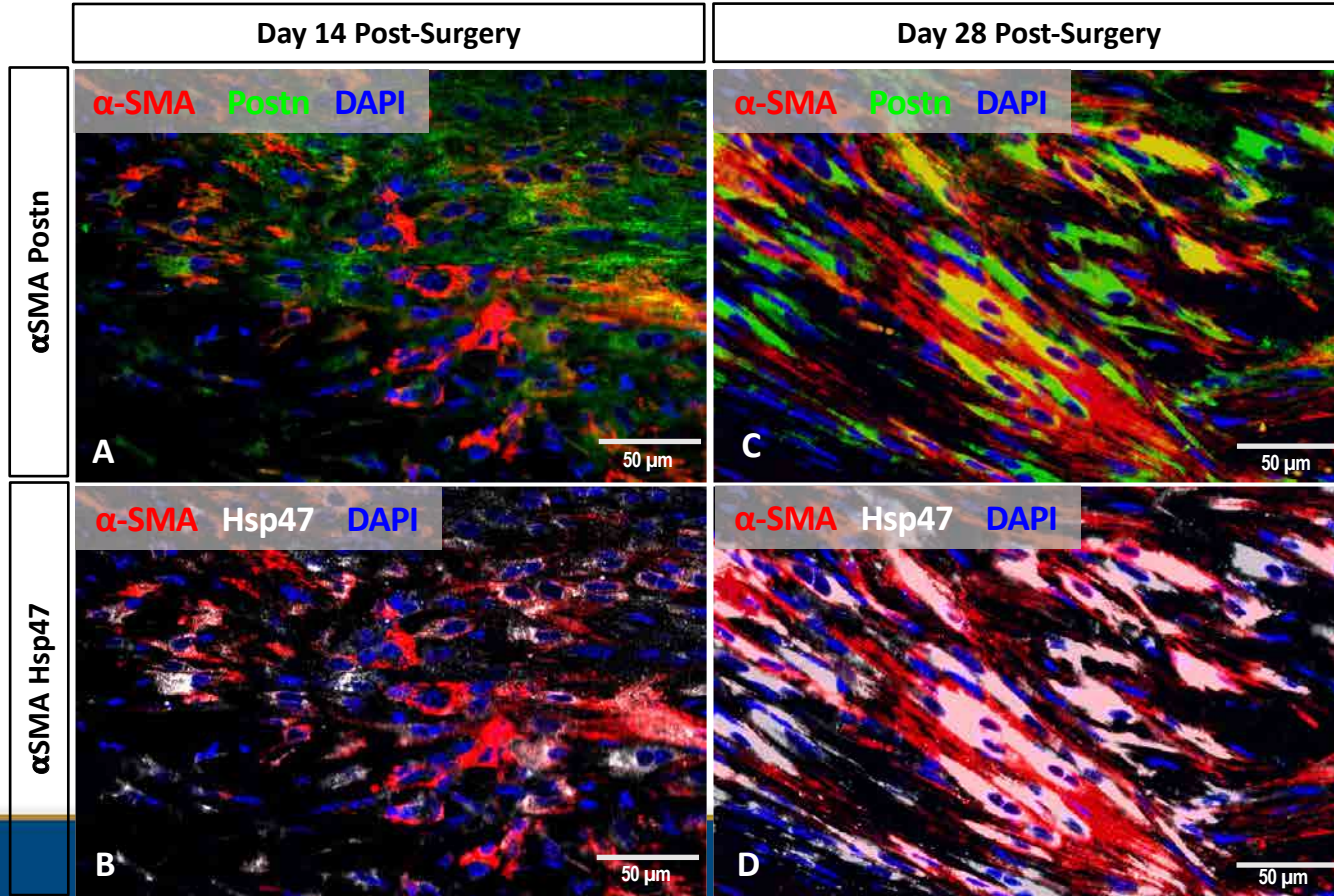 Day 14 Post-Surgery
Day 28 Post-Surgery
αSMA Postn
α-SMA Postn DAPI
A
50 µm
α-SMA Postn DAPI
C
50 µm
αSMA Hsp47
α-SMA Hsp47 DAPI
B
50 µm
α-SMA Hsp47 DAPI
D
50 µm